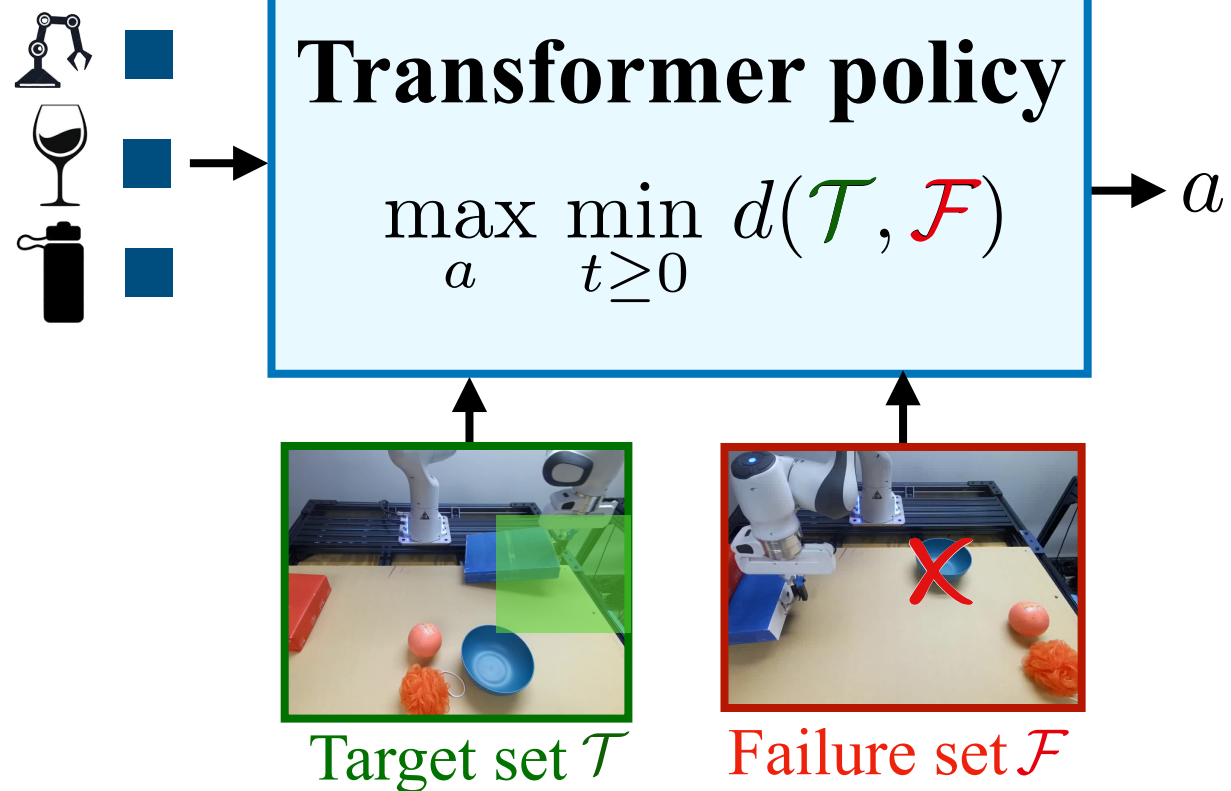 Transformer policy
max min d(𝒯, ℱ)
a t≥0
a
Target set 𝒯
Failure set ℱ